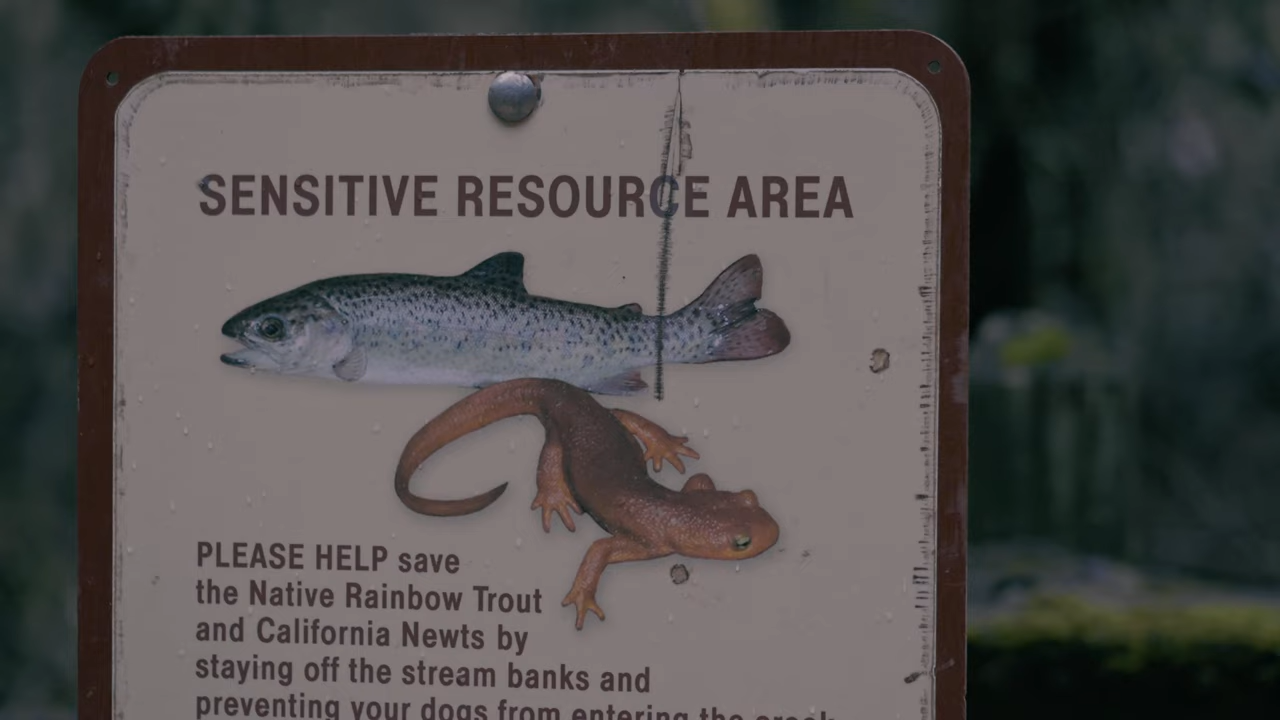 SENSITIVE RESOURCE AREA
PLEASE HELP save
the Native Rainbow Trout
and California Newts by
staying off the stream banks and
preventing your dogs from entering the creek